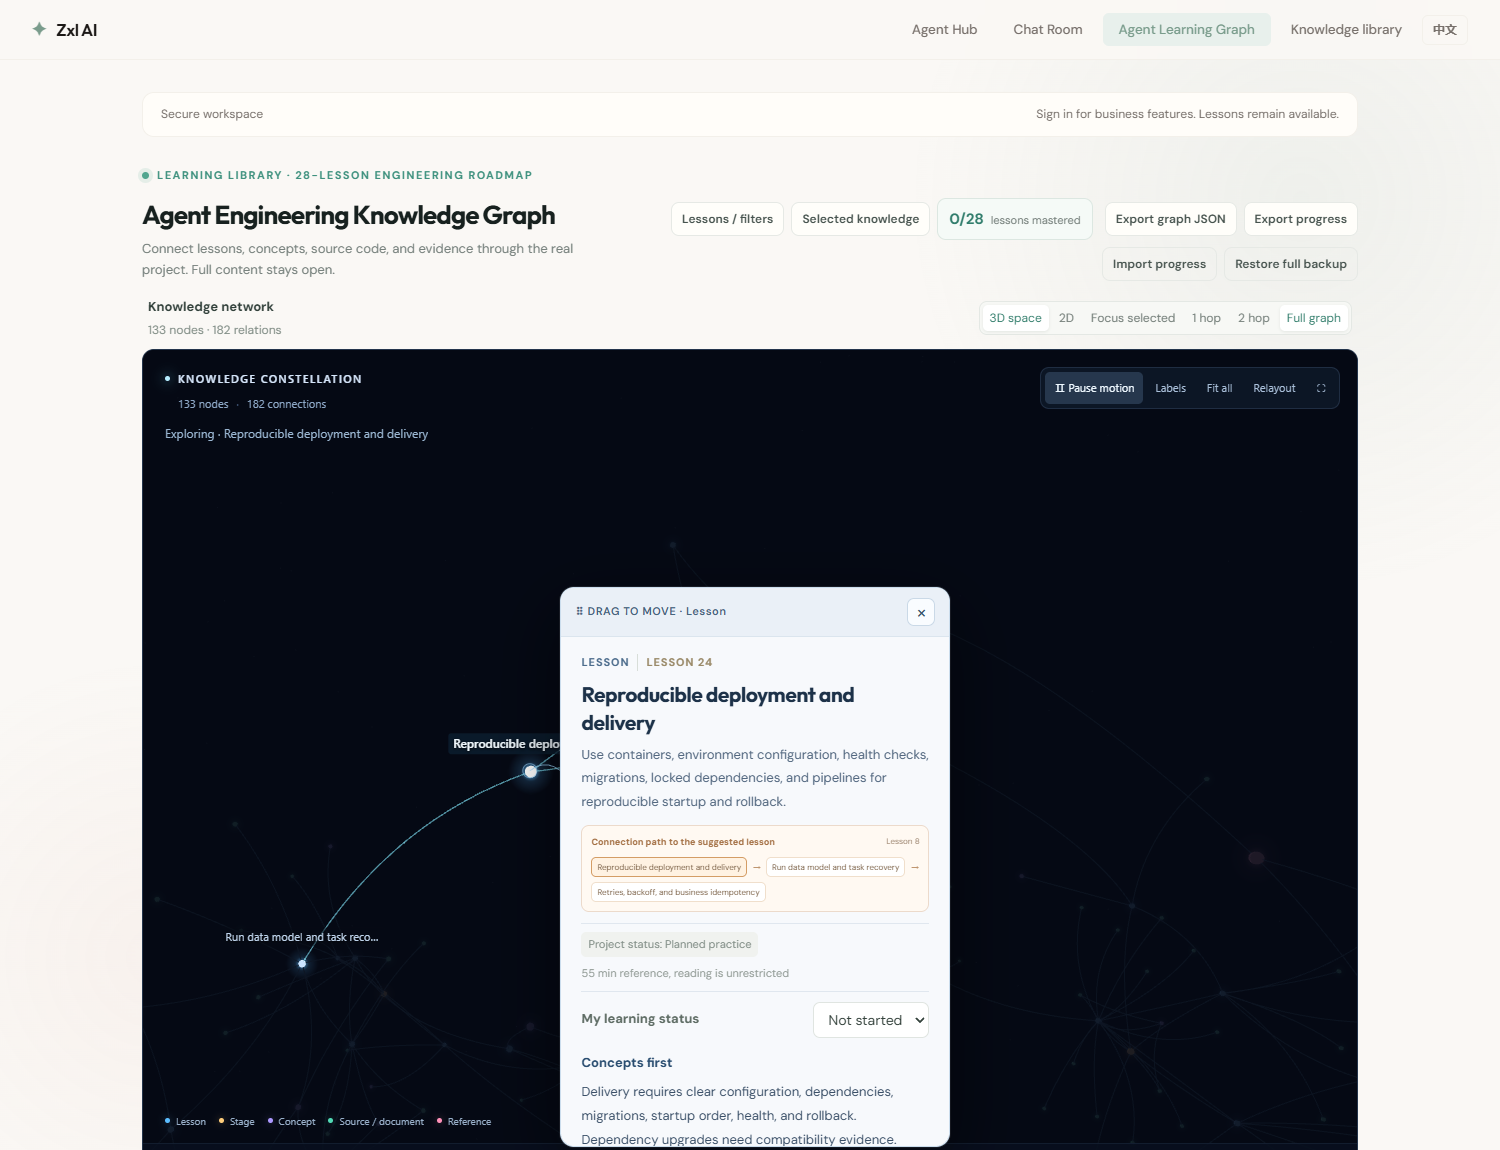 Zxl AI
Agent Hub
Chat Room
Agent Learning Graph
Knowledge library
中文
Secure workspace
Sign in for business features. Lessons remain available.
LEARNING LIBRARY · 28-LESSON ENGINEERING ROADMAP
Agent Engineering Knowledge Graph
Connect lessons, concepts, source code, and evidence through the real
project. Full content stays open.
Lessons / filters
Selected knowledge
0/28 lessons mastered
Export graph JSON
Export progress
Import progress
Restore full backup
Knowledge network
133 nodes · 182 relations
3D space
2D
Focus selected
1 hop
2 hop
Full graph
KNOWLEDGE CONSTELLATION
133 nodes · 182 connections
Exploring · Reproducible deployment and delivery
Pause motion
Labels
Fit all
Relayout
DRAG TO MOVE · Lesson
×
LESSON
LESSON 24
Reproducible deployment and
delivery
Use containers, environment configuration, health checks,
migrations, locked dependencies, and pipelines for
reproducible startup and rollback.
Connection path to the suggested lesson
Lesson 8
Reproducible deployment and delivery → Run data model and task recovery →
Retries, backoff, and business idempotency
Project status: Planned practice
55 min reference, reading is unrestricted
My learning status
Not started
Concepts first
Delivery requires clear configuration, dependencies,
migrations, startup order, health, and rollback.
Dependency upgrades need compatibility evidence.
Reproducible deplo
Run data model and task reco...
Lesson
Stage
Concept
Source / document
Reference